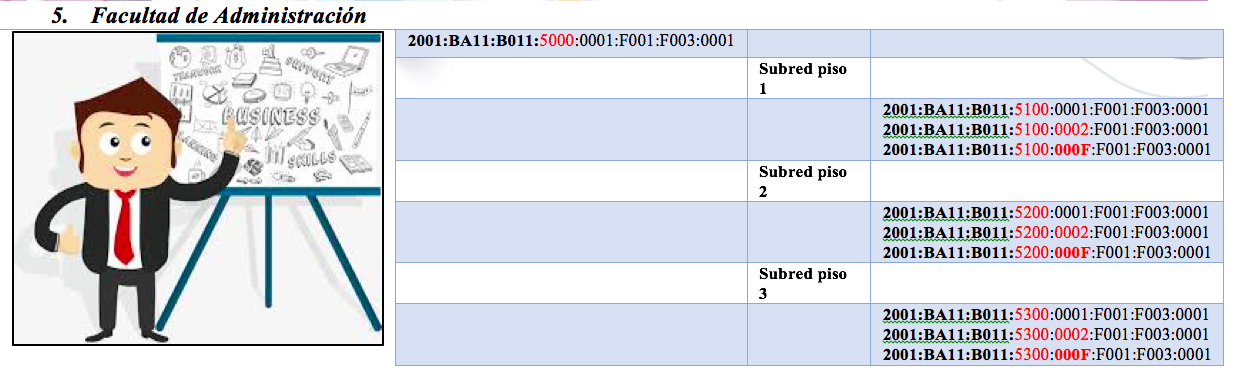 5. Facultad de Administración
TEAMWORK
SUPPORT
BUSINESS
LEARNING
SKILLS
2001:BA11:B011:5000:0001:F001:F003:0001
Subred piso
1
2001:BA11:B011:5100:0001:F001:F003:0001
2001:BA11:B011:5100:0002:F001:F003:0001
2001:BA11:B011:5100:000F:F001:F003:0001
Subred piso
2
2001:BA11:B011:5200:0001:F001:F003:0001
2001:BA11:B011:5200:0002:F001:F003:0001
2001:BA11:B011:5200:000F:F001:F003:0001
Subred piso
3
2001:BA11:B011:5300:0001:F001:F003:0001
2001:BA11:B011:5300:0002:F001:F003:0001
2001:BA11:B011:5300:000F:F001:F003:0001